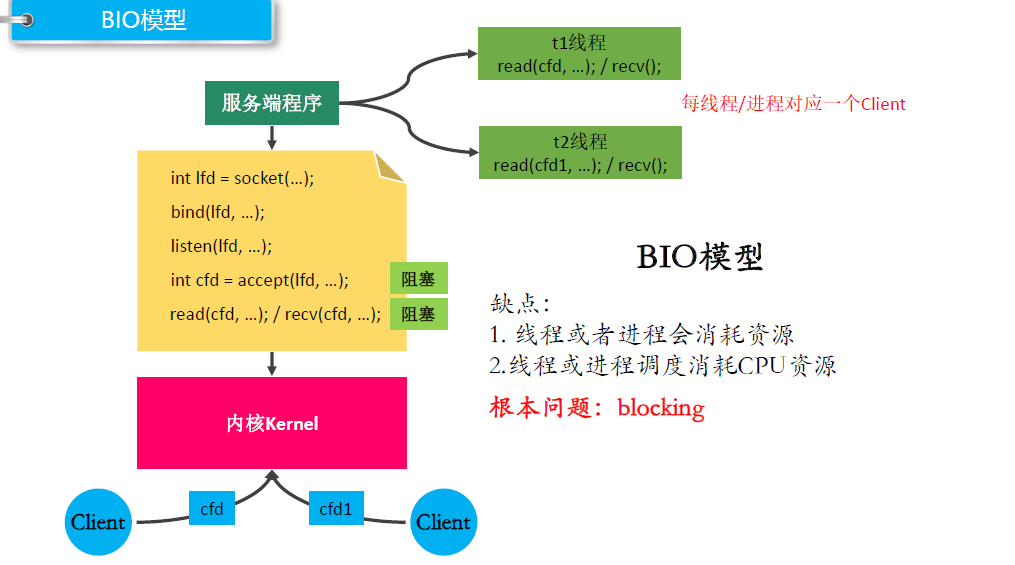 BIO模型
t1线程
read(cfd, ...); / recv();
服务端程序
每线程/进程对应一个Client
t2线程
read(cfd1, ...); / recv();
int lfd = socket(...);
bind(lfd, ...);
listen(lfd, ...);
int cfd = accept(lfd, ...);
阻塞
read(cfd, ...); / recv(cfd, ...);
阻塞
BIO模型
缺点：
1. 线程或者进程会消耗资源
2.线程或进程调度消耗CPU资源
根本问题：blocking
内核Kernel
cfd
cfd1
Client
Client